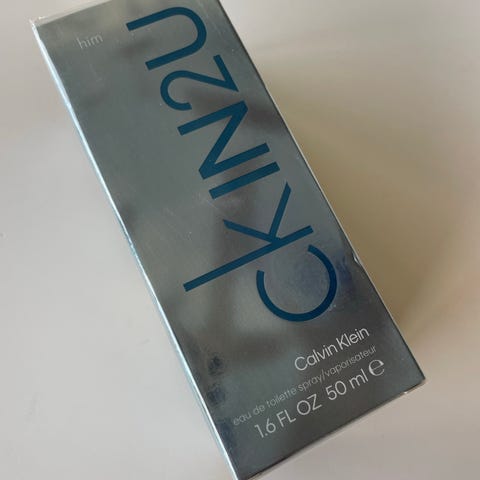 him
ckIN2U
Calvin Klein
eau de toilette spray/vaporisateur
1.6 FL OZ 50 ml ℮